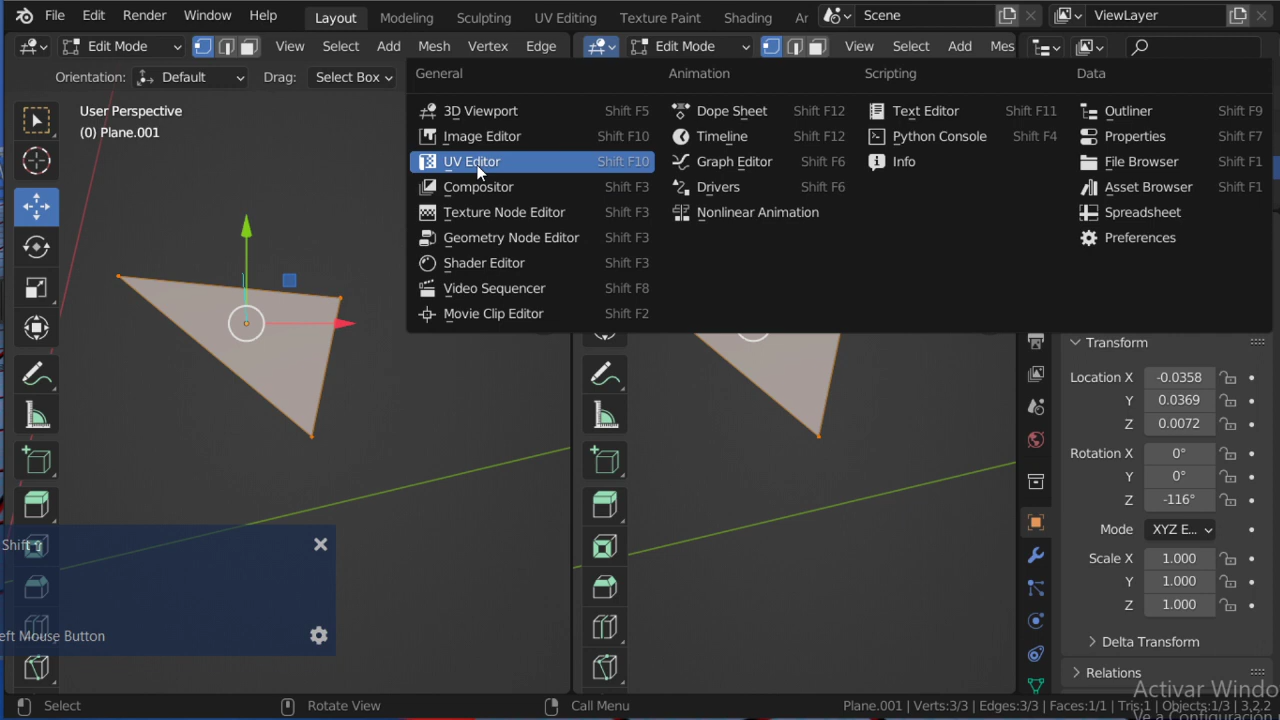 File Edit Render Window Help Layout Modeling Sculpting UV Editing Texture Paint Shading Scene ViewLayer
Edit Mode View Select Add Mesh Vertex Edge Edit Mode View Select Add Mes
Orientation: Default Drag: Select Box
User Perspective
(0) Plane.001
General
3D Viewport Shift F5
Image Editor Shift F10
UV Editor Shift F10
Compositor Shift F3
Texture Node Editor Shift F3
Geometry Node Editor Shift F3
Shader Editor Shift F3
Video Sequencer Shift F8
Movie Clip Editor Shift F2
Animation
Dope Sheet Shift F12
Timeline Shift F12
Graph Editor Shift F6
Drivers Shift F6
Nonlinear Animation
Scripting
Text Editor Shift F11
Python Console Shift F4
Info
Data
Outliner Shift F9
Properties Shift F7
File Browser Shift F1
Asset Browser Shift F1
Spreadsheet
Preferences
Transform
Location X -0.0358
Y 0.0369
Z 0.0072
Rotation X 0°
Y 0°
Z -116°
Mode XYZ E...
Scale X 1.000
Y 1.000
Z 1.000
Delta Transform
Relations
Shift
eft Mouse Button
Activar Windo
Select Rotate View Call Menu Plane.001 | Verts:3/3 | Edges:3/3 | Faces:1/1 | Tris:1 | Objects:1/3 | 3.2.2